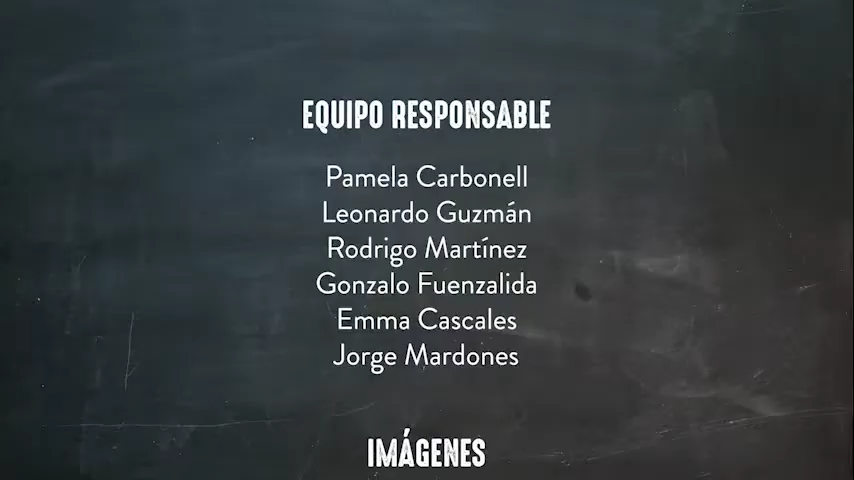 EQUIPO RESPONSABLE
Pamela Carbonell
Leonardo Guzmán
Rodrigo Martínez
Gonzalo Fuenzalida
Emma Cascales
Jorge Mardones
IMÁGENES